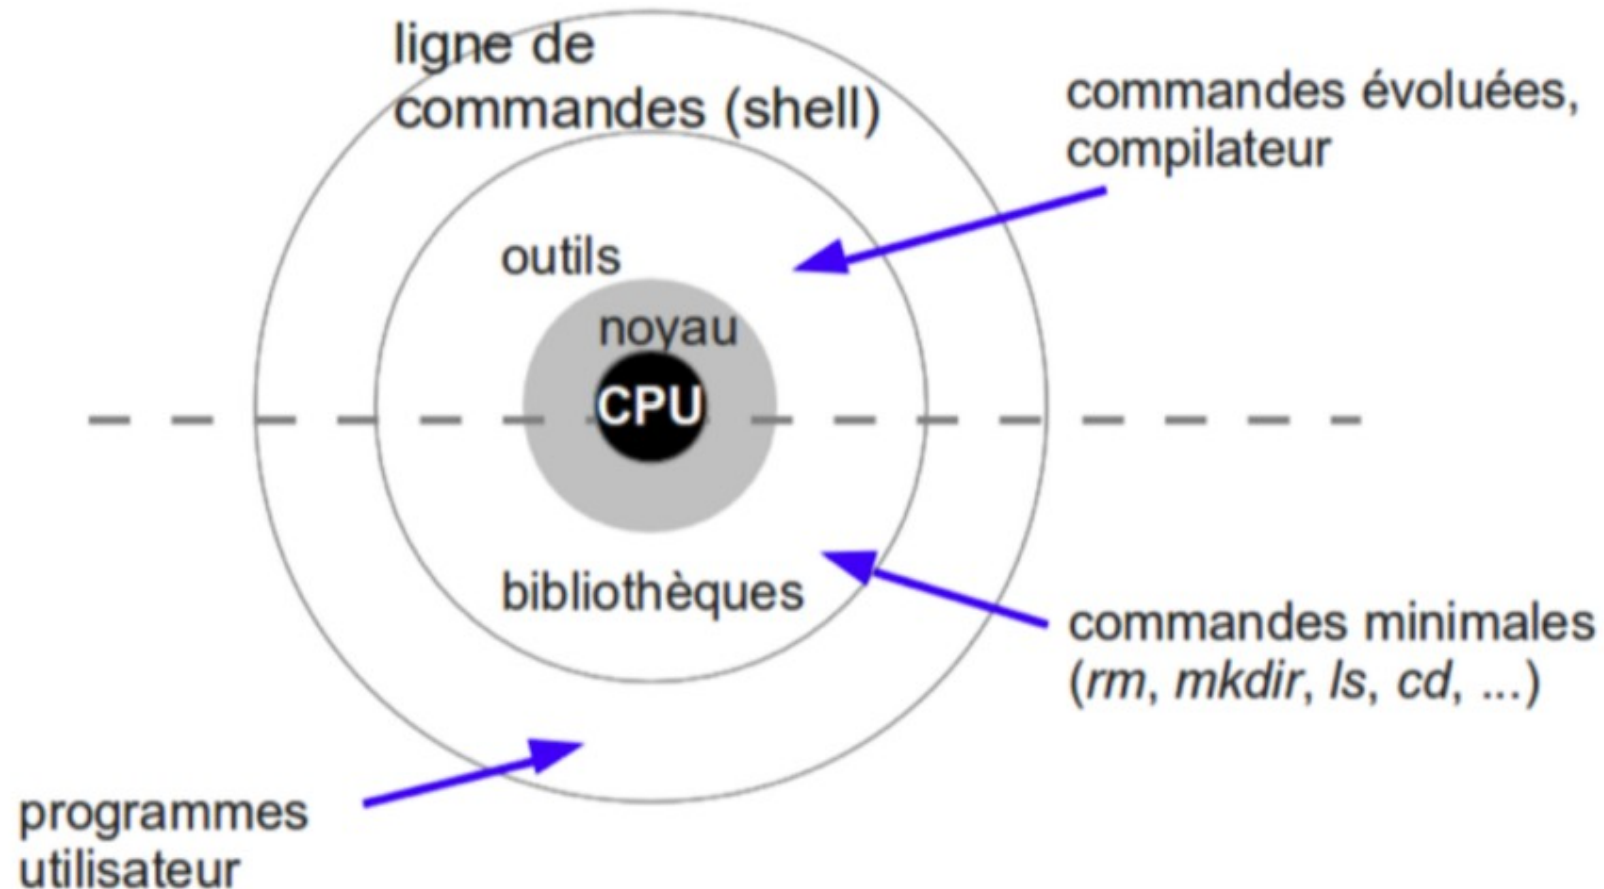 ligne de
commandes (shell)
commandes évoluées,
compilateur
outils
noyau
CPU
bibliothèques
commandes minimales
(rm, mkdir, ls, cd, ...)
programmes
utilisateur